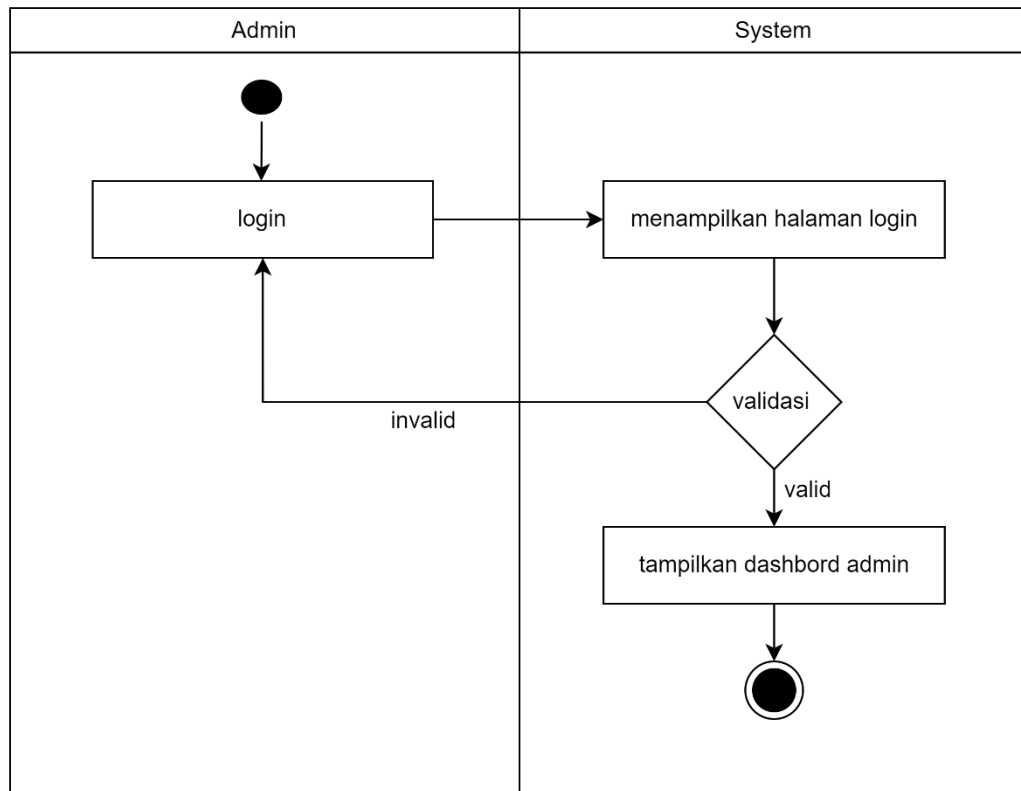 Admin
System
login
menampilkan halaman login
validasi
invalid
valid
tampilkan dashbord admin